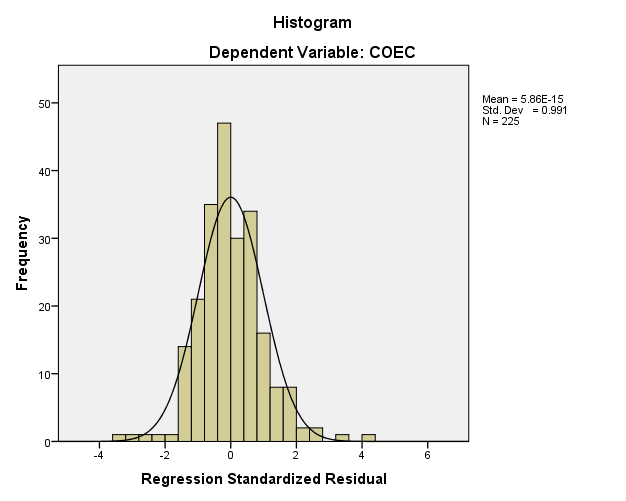 Histogram
Dependent Variable: COEC
Mean = 5.86E-15
Std. Dev = 0.991
N = 225
Frequency
50
40
30
20
10
0
-4 -2 0 2 4 6
Regression Standardized Residual